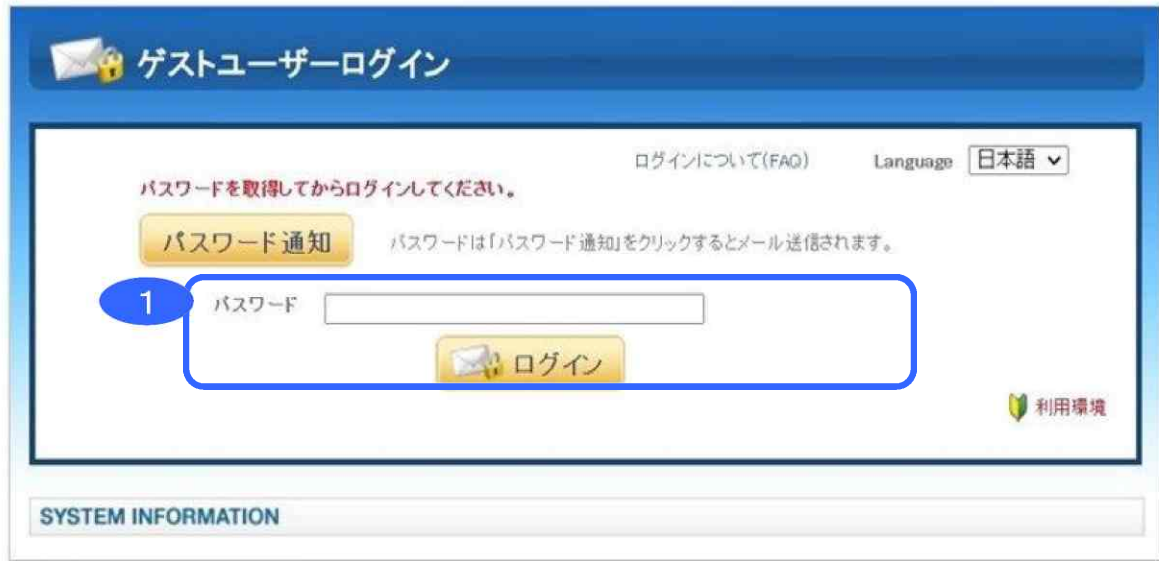 ゲストユーザーログイン
ログインについて(FAQ) Language 日本語
パスワードを取得してからログインしてください。
パスワード通知 パスワードは「パスワード通知」をクリックするとメール送信されます。
1 パスワード
ログイン
利用環境
SYSTEM INFORMATION